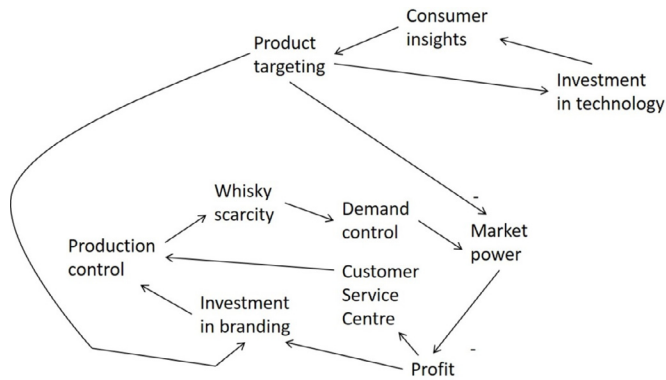 Consumer
insights
Product
targeting
Investment
in technology
Whisky
scarcity
-
Demand
control
Market
power
Production
control
Customer
Service
Centre
Investment
in branding
-
Profit